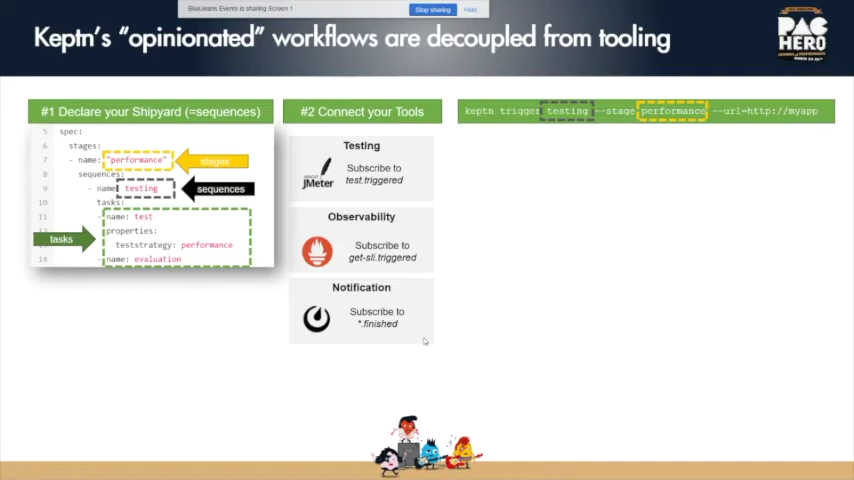 BlueJeans Events is sharing Screen 1
Stop sharing
Hide
Keptn's "opinionated" workflows are decoupled from tooling
PAC
HERO
#1 Declare your Shipyard (=sequences)
#2 Connect your Tools
keptn trigger testing --stage performance --url=http://myapp
5 spec:
6 stages:
7 - name: "performance"
stages
8 sequences:
9 - name: testing
sequences
10 tasks:
11 - name: test
tasks
properties:
teststrategy: performance
14 - name: evaluation
Testing
JMeter
Subscribe to
test.triggered
Observability
Subscribe to
get-sli.triggered
Notification
Subscribe to
*.finished